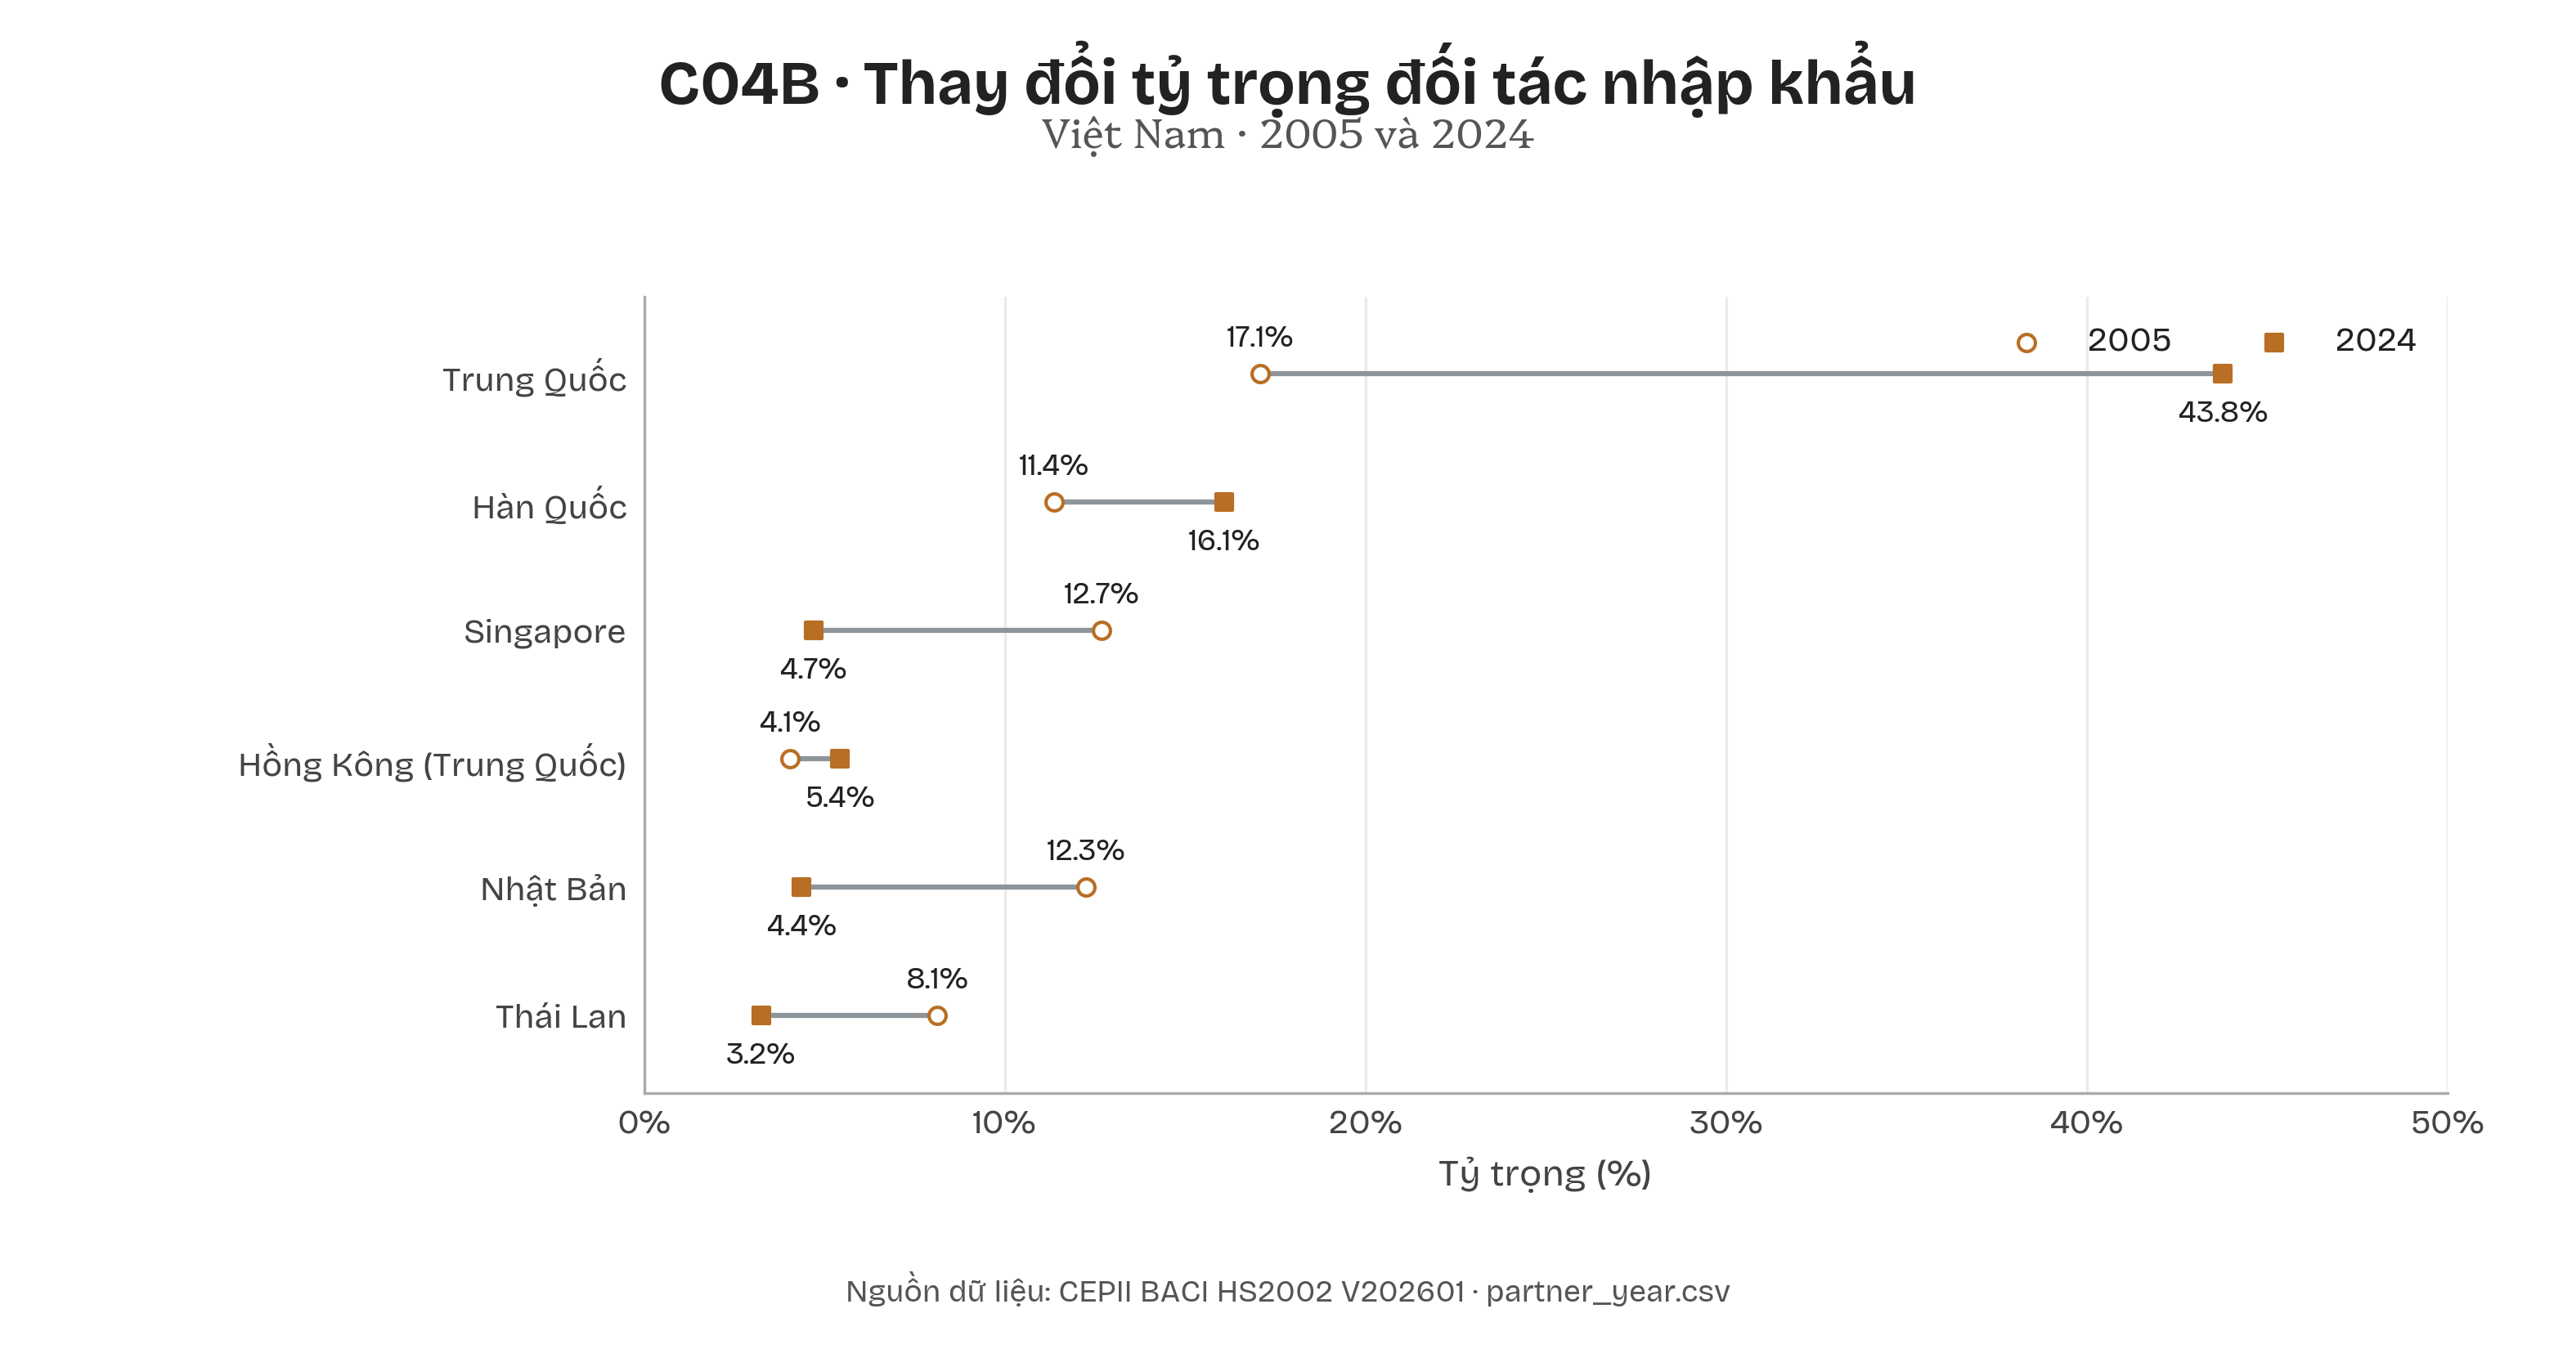 C04B · Thay đổi tỷ trọng đối tác nhập khẩu
Việt Nam · 2005 và 2024
2005 2024
17.1%
Trung Quốc
43.8%
11.4%
Hàn Quốc
16.1%
12.7%
Singapore
4.7%
4.1%
Hồng Kông (Trung Quốc)
5.4%
12.3%
Nhật Bản
4.4%
8.1%
Thái Lan
3.2%
0% 10% 20% 30% 40% 50%
Tỷ trọng (%)
Nguồn dữ liệu: CEPII BACI HS2002 V202601 · partner_year.csv